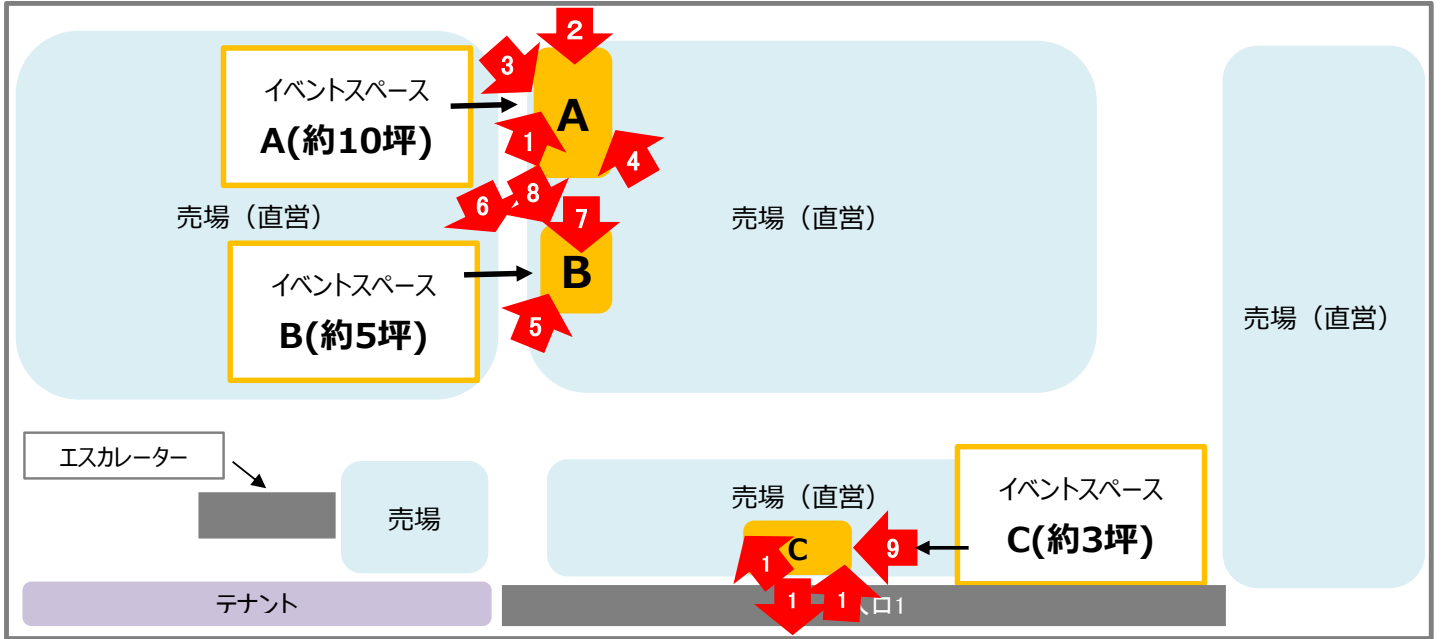 2
3
イベントスペース
A(約10坪)
A
1
4
売場（直営）
6
8
7
売場（直営）
イベントスペース
B(約5坪)
B
5
売場（直営）
エスカレーター
売場
売場（直営）
イベントスペース
C(約3坪)
C
9
1
1
1
テナント
口1